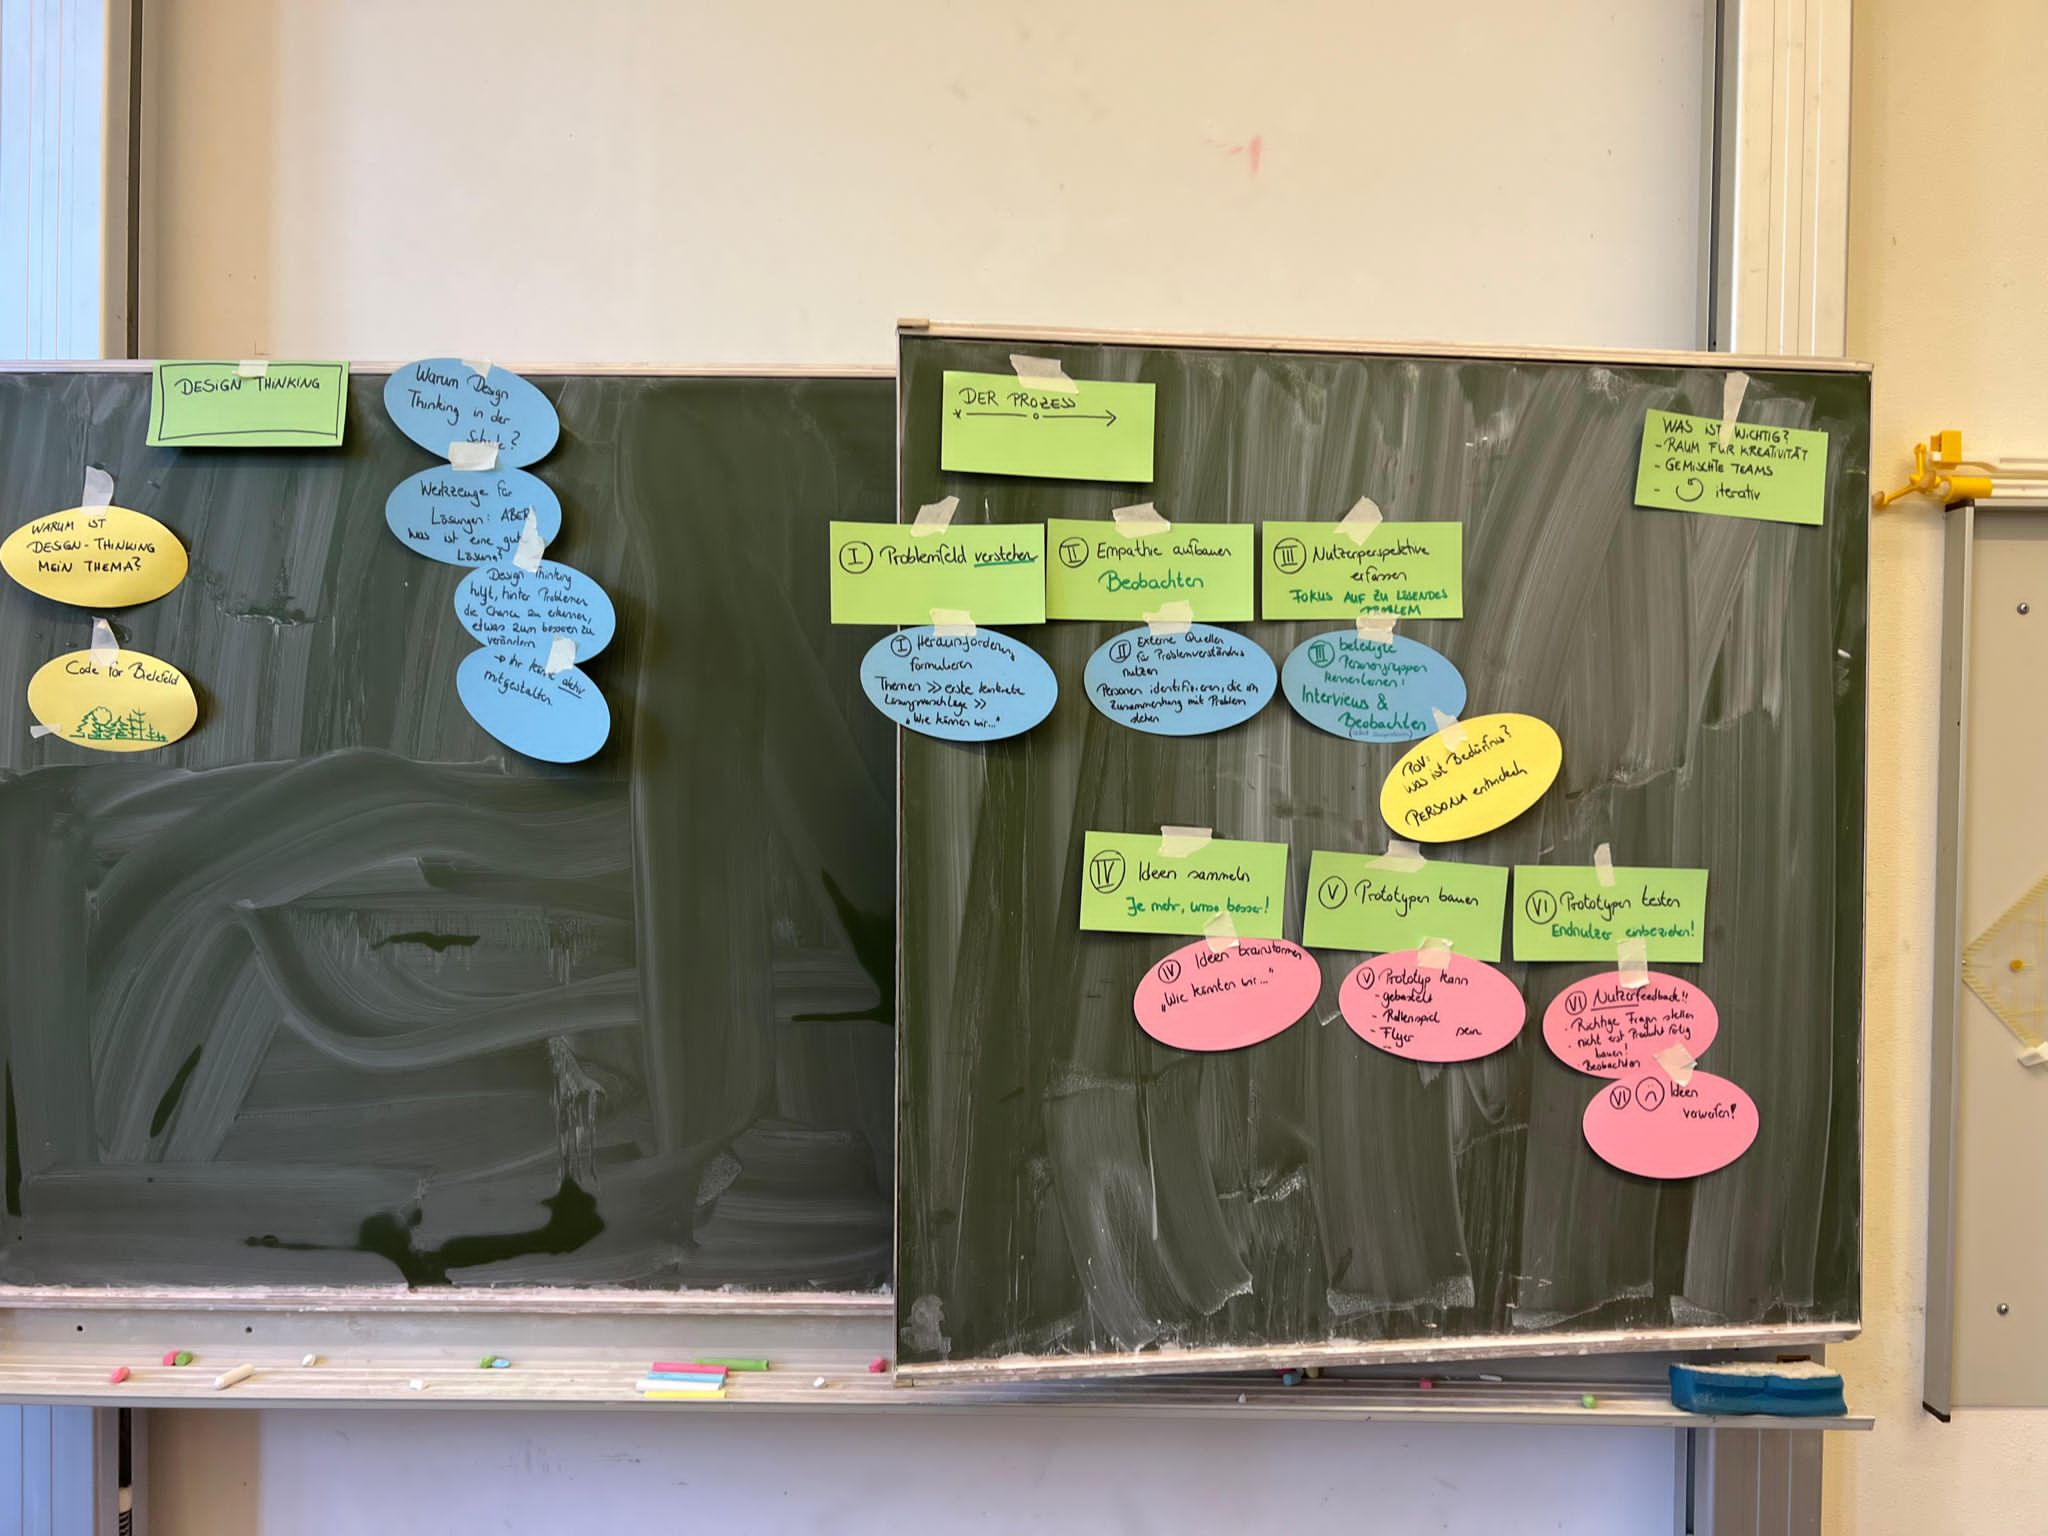 DESIGN THINKING
WARUM IST
DESIGN-THINKING
MEIN THEMA?
Code for Bielefeld
Warum Design
Thinking in der
Schule?
Werkzeuge für
Lösungen: ABER
was ist eine gute
Lösung?
Design Thinking
hilft, hinter Problemen
die Chance zu erkennen,
etwas zum besseren zu
verändern
→ ihr könnt aktiv
mitgestalten.
DER PROZESS
WAS IST WICHTIG?
- RAUM FÜR KREATIVITÄT
- GEMISCHTE TEAMS
- iterativ
I Problemfeld verstehen
I Herausforderung
formulieren
Themen >> erste konkrete
Lösungsvorschläge >>
"Wie können wir..."
II Empathie aufbauen
Beobachten
II Externe Quellen
für Problemverständnis
nutzen
Personen identifizieren, die im
Zusammenhang mit Problem
stehen
III Nutzerperspektive
erfassen
FOKUS AUF ZU LÖSENDES
PROBLEM
III beteiligte
Personengruppen
kennenlernen!
Interviews &
Beobachten
PoV:
Was ist Bedürfnis?
PERSONA entwickeln
IV Ideen sammeln
Je mehr, umso besser!
IV Ideen brainstormen
"Wie könnten wir..."
V Prototypen bauen
V Prototyp kann
- gebastelt
- Rollenspiel
- Flyer sein
VI Prototypen testen
Endnutzer einbeziehen!
VI Nutzerfeedback!!
· Richtige Fragen stellen
· nicht erst Produkt fertig
bauen!
· Beobachten
VI Ideen
verwerfen!